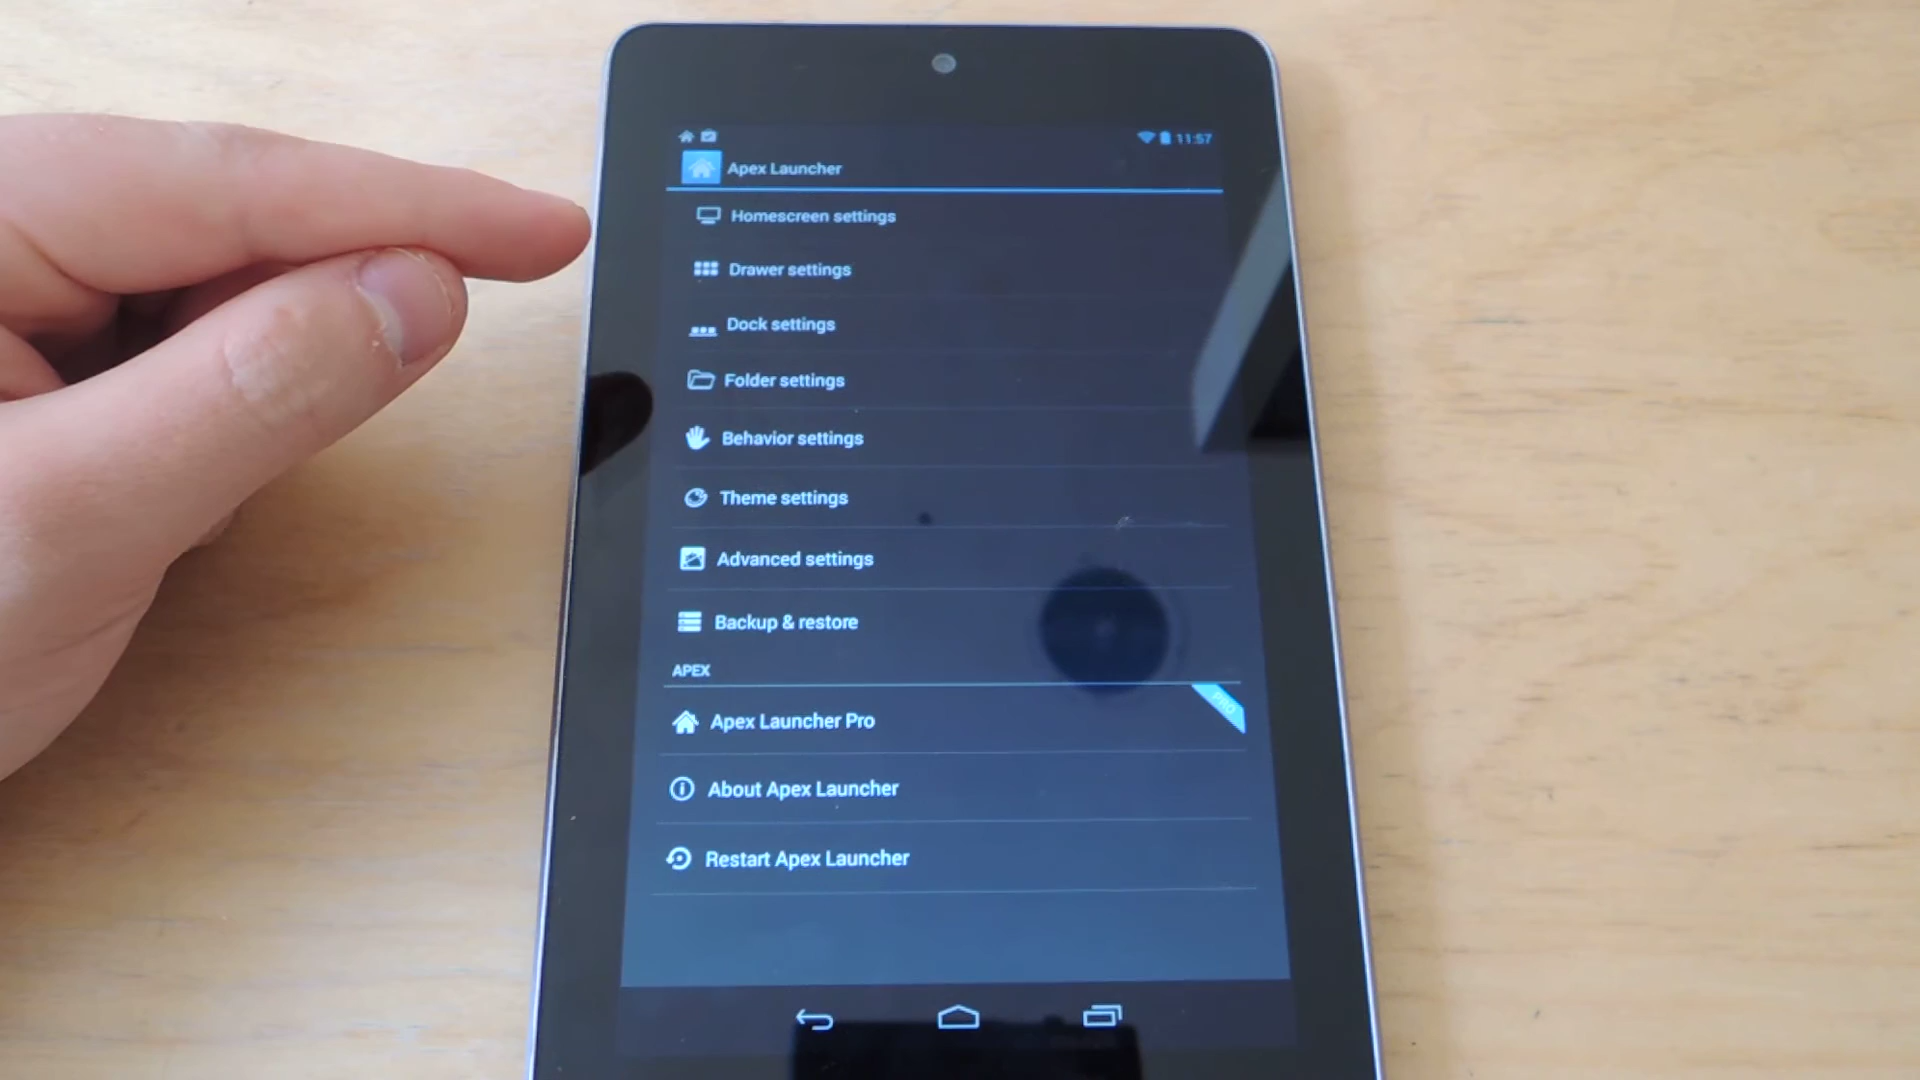 11:57
Apex Launcher
Homescreen settings
Drawer settings
Dock settings
Folder settings
Behavior settings
Theme settings
Advanced settings
Backup & restore
APEX
PRO
Apex Launcher Pro
About Apex Launcher
Restart Apex Launcher